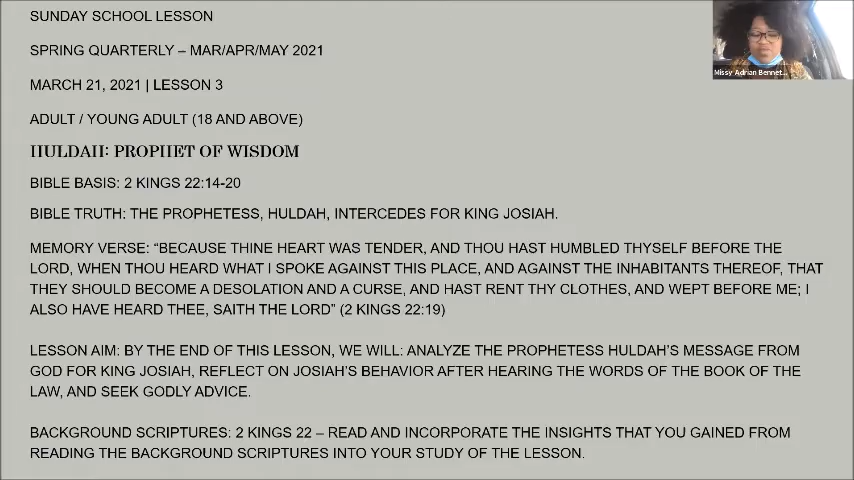 SUNDAY SCHOOL LESSON
SPRING QUARTERLY – MAR/APR/MAY 2021
MARCH 21, 2021 | LESSON 3
ADULT / YOUNG ADULT (18 AND ABOVE)
HULDAH: PROPHET OF WISDOM
BIBLE BASIS: 2 KINGS 22:14-20
BIBLE TRUTH: THE PROPHETESS, HULDAH, INTERCEDES FOR KING JOSIAH.
MEMORY VERSE: “BECAUSE THINE HEART WAS TENDER, AND THOU HAST HUMBLED THYSELF BEFORE THE
LORD, WHEN THOU HEARD WHAT I SPOKE AGAINST THIS PLACE, AND AGAINST THE INHABITANTS THEREOF, THAT
THEY SHOULD BECOME A DESOLATION AND A CURSE, AND HAST RENT THY CLOTHES, AND WEPT BEFORE ME; I
ALSO HAVE HEARD THEE, SAITH THE LORD” (2 KINGS 22:19)
LESSON AIM: BY THE END OF THIS LESSON, WE WILL: ANALYZE THE PROPHETESS HULDAH’S MESSAGE FROM
GOD FOR KING JOSIAH, REFLECT ON JOSIAH’S BEHAVIOR AFTER HEARING THE WORDS OF THE BOOK OF THE
LAW, AND SEEK GODLY ADVICE.
BACKGROUND SCRIPTURES: 2 KINGS 22 – READ AND INCORPORATE THE INSIGHTS THAT YOU GAINED FROM
READING THE BACKGROUND SCRIPTURES INTO YOUR STUDY OF THE LESSON.
Missy Adrian Bennet...